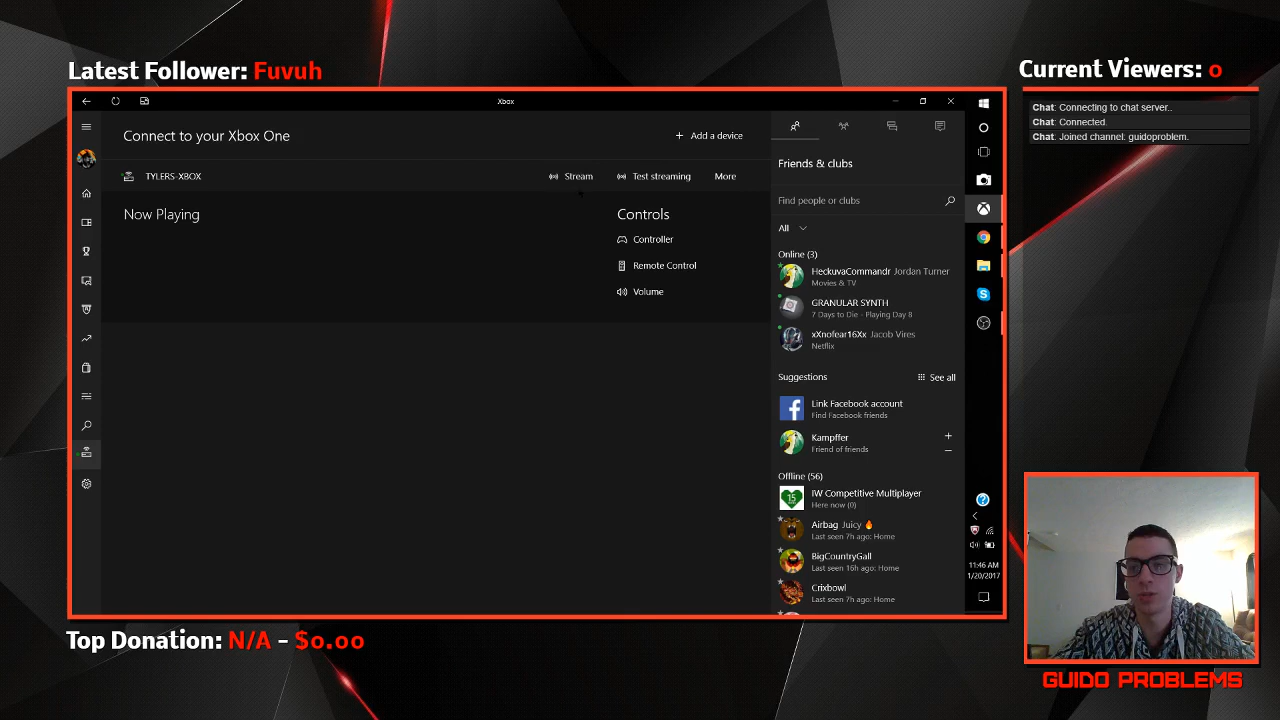 Latest Follower: Fuvuh
Current Viewers: 0
Xbox
Connect to your Xbox One
Add a device
TYLERS-XBOX
Stream
Test streaming
More
Now Playing
Controls
Controller
Remote Control
Volume
Friends & clubs
Find people or clubs
All
Online (3)
HeckuvaCommandr Jordan Turner
Movies & TV
GRANULAR SYNTH
7 Days to Die - Playing Day 8
xXnofear16Xx Jacob Vires
Netflix
Suggestions
See all
Link Facebook account
Find Facebook friends
Kampffer
Friend of friends
Offline (56)
15
IW Competitive Multiplayer
Here now (0)
Airbag Juicy 🔥
Last seen 7h ago: Home
BigCountryGall
Last seen 16h ago: Home
Crixbowl
Last seen 7h ago: Home
11:46 AM
1/20/2017
Chat: Connecting to chat server..
Chat: Connected.
Chat: Joined channel: guidoproblem.
Top Donation: N/A - $0.00
GUIDO PROBLEMS